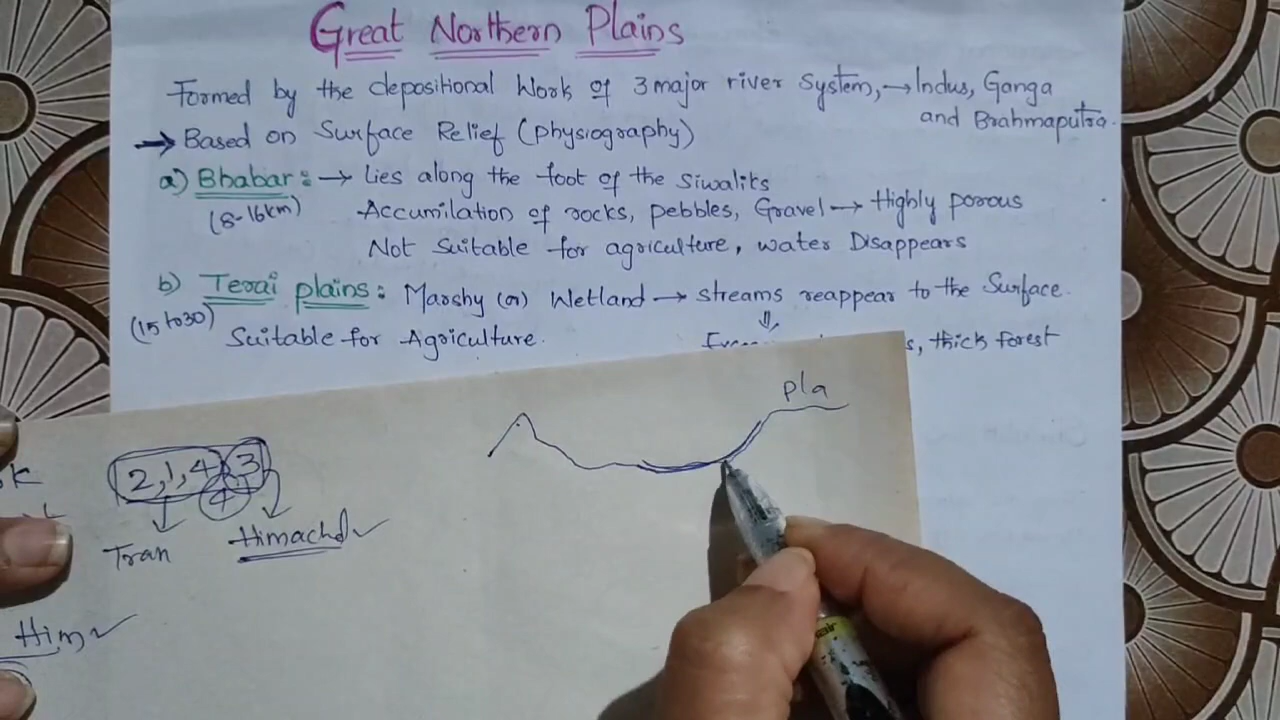 Great Northern Plains
Formed by the depositional Work of 3 major river System, → Indus, Ganga
and Brahmaputra.
→ Based on Surface Relief (physiography)
a) Bhabar: → Lies along the foot of the Siwaliks
(8-16km) Accumilation of rocks, pebbles, Gravel → Highly porous
Not Suitable for agriculture, water Disappears
b) Terai plains: Marshy (or) Wetland → streams reappear to the Surface.
(15 to 30) Suitable for Agriculture.
, thick forest
Pla
2,1,4, 3
4
Tran
Himachal ✓
Him ✓